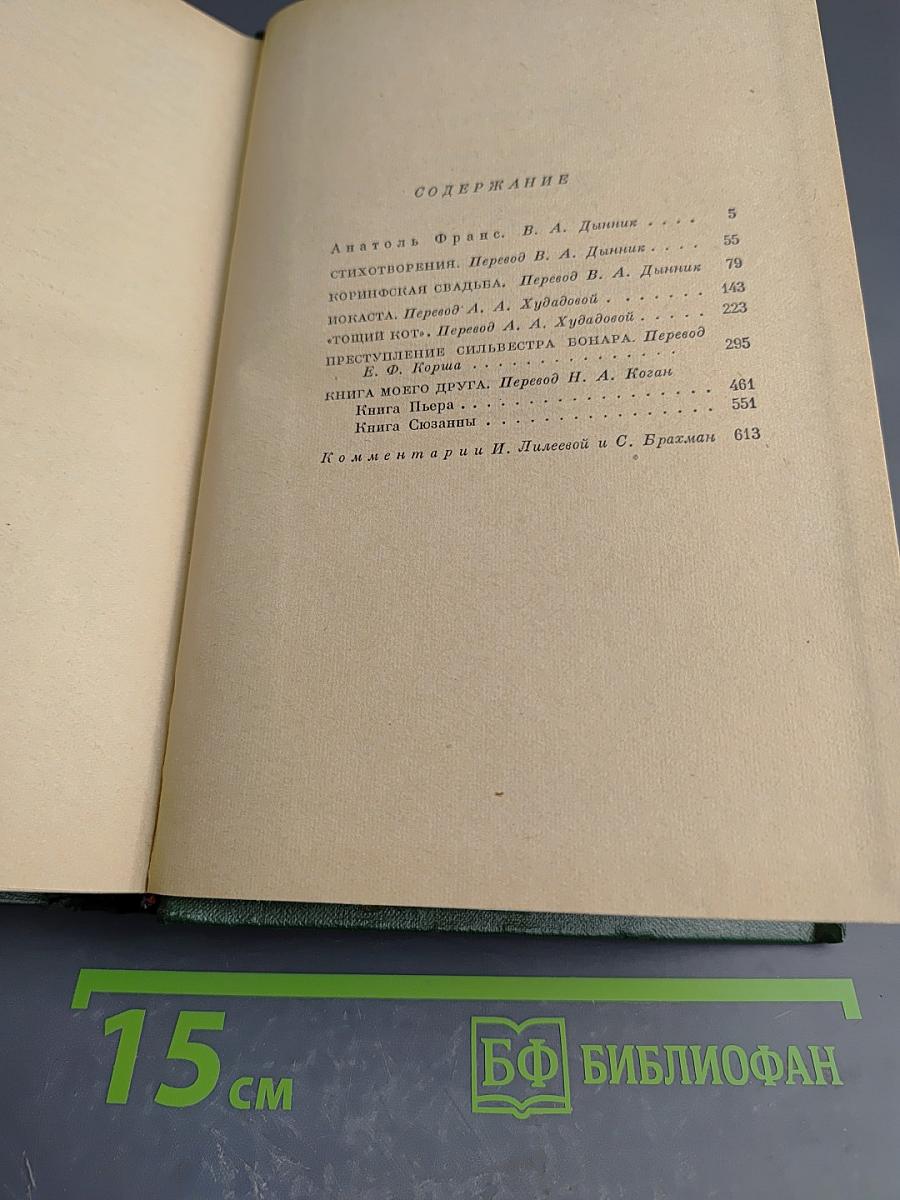 СОДЕРЖАНИЕ
Анатоль Франс. В. А. Дынник . . . . 5
СТИХОТВОРЕНИЯ. Перевод В. А. Дынник . . . . 55
КОРИНФСКАЯ СВАДЬБА. Перевод В. А. Дынник 79
ИОКАСТА. Перевод А. А. Худадовой . . . . . . . 143
«ТОЩИЙ КОТ». Перевод А. А. Худадовой . . . . . 223
ПРЕСТУПЛЕНИЕ СИЛЬВЕСТРА БОНАРА. Перевод
Е. Ф. Корша . . . . . . . . . . . . . . . 295
КНИГА МОЕГО ДРУГА. Перевод Н. А. Коган
Книга Пьера . . . . . . . . . . . . . . . . . 461
Книга Сюзанны . . . . . . . . . . . . . . . . 551
Комментарии И. Лилеевой и С. Брахман 613
15 см
БФ БИБЛИОФАН